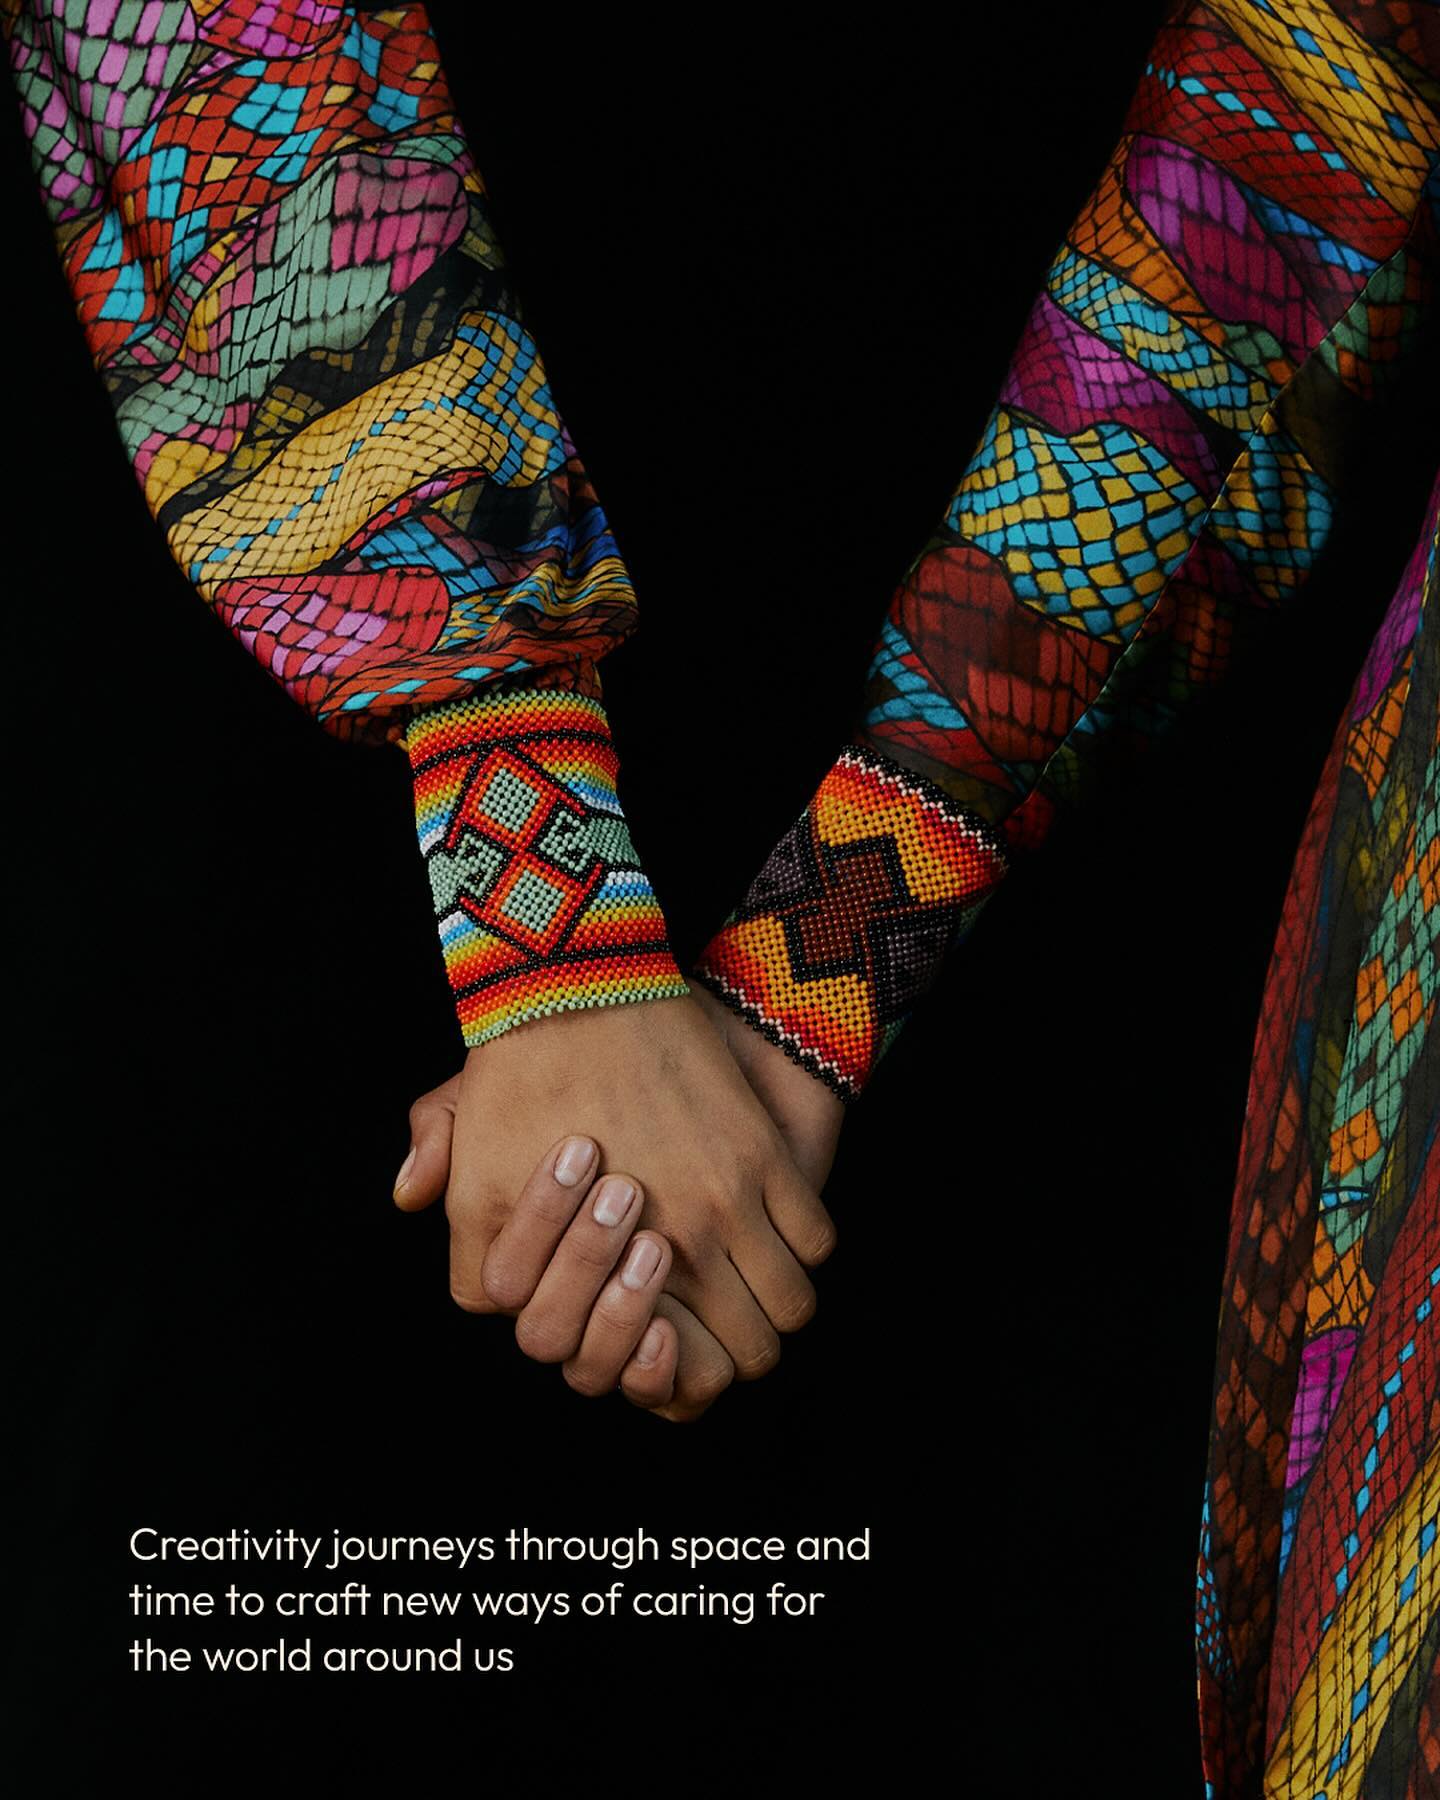 Creativity journeys through space and
time to craft new ways of caring for
the world around us